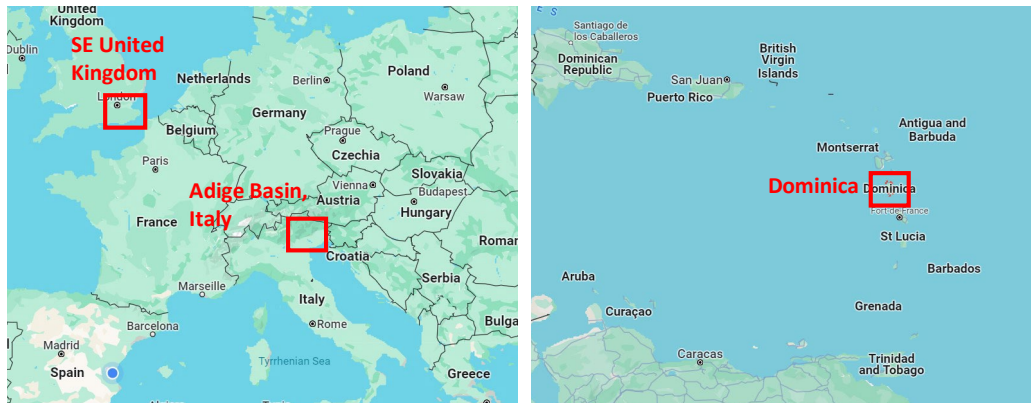 United
Kingdom
Dublin
SE United
Kingdom
London
Netherlands
Berlin
Poland
Warsaw
Belgium
Germany
Paris
Prague
Czechia
Slovakia
Vienna
Budapest
Austria
Hungary
Adige Basin,
Italy
France
Croatia
Roman
Serbia
Marseille
Italy
Bulga
Barcelona
Rome
Madrid
Spain
Tyrrhenian Sea
Greece
E S
Santiago de
los Caballeros
Dominican
Republic
San Juan
Puerto Rico
British
Virgin
Islands
Antigua and
Barbuda
Montserrat
Dominica
Dominica
Fort-de-France
St Lucia
Barbados
Aruba
Curaçao
Grenada
Caracas
Trinidad
and Tobago